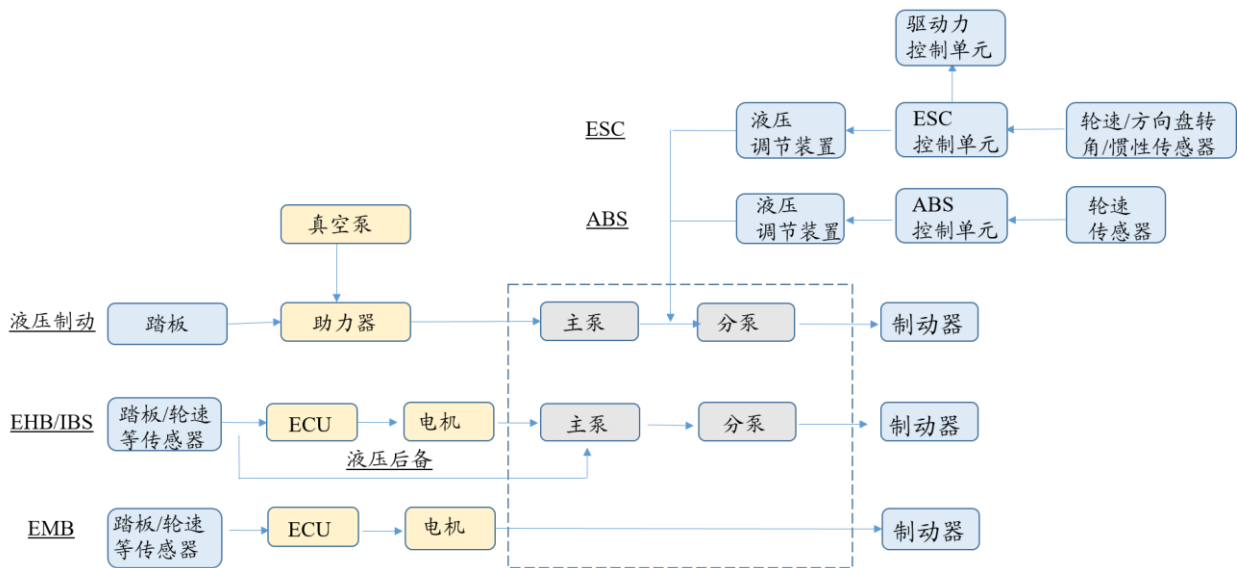 驱动力
控制单元
ESC
液压
调节装置
ESC
控制单元
轮速/方向盘转
角/惯性传感器
ABS
液压
调节装置
ABS
控制单元
轮速
传感器
真空泵
液压制动
踏板
助力器
主泵
分泵
制动器
EHB/IBS
踏板/轮速
等传感器
ECU
电机
主泵
分泵
制动器
液压后备
EMB
踏板/轮速
等传感器
ECU
电机
制动器